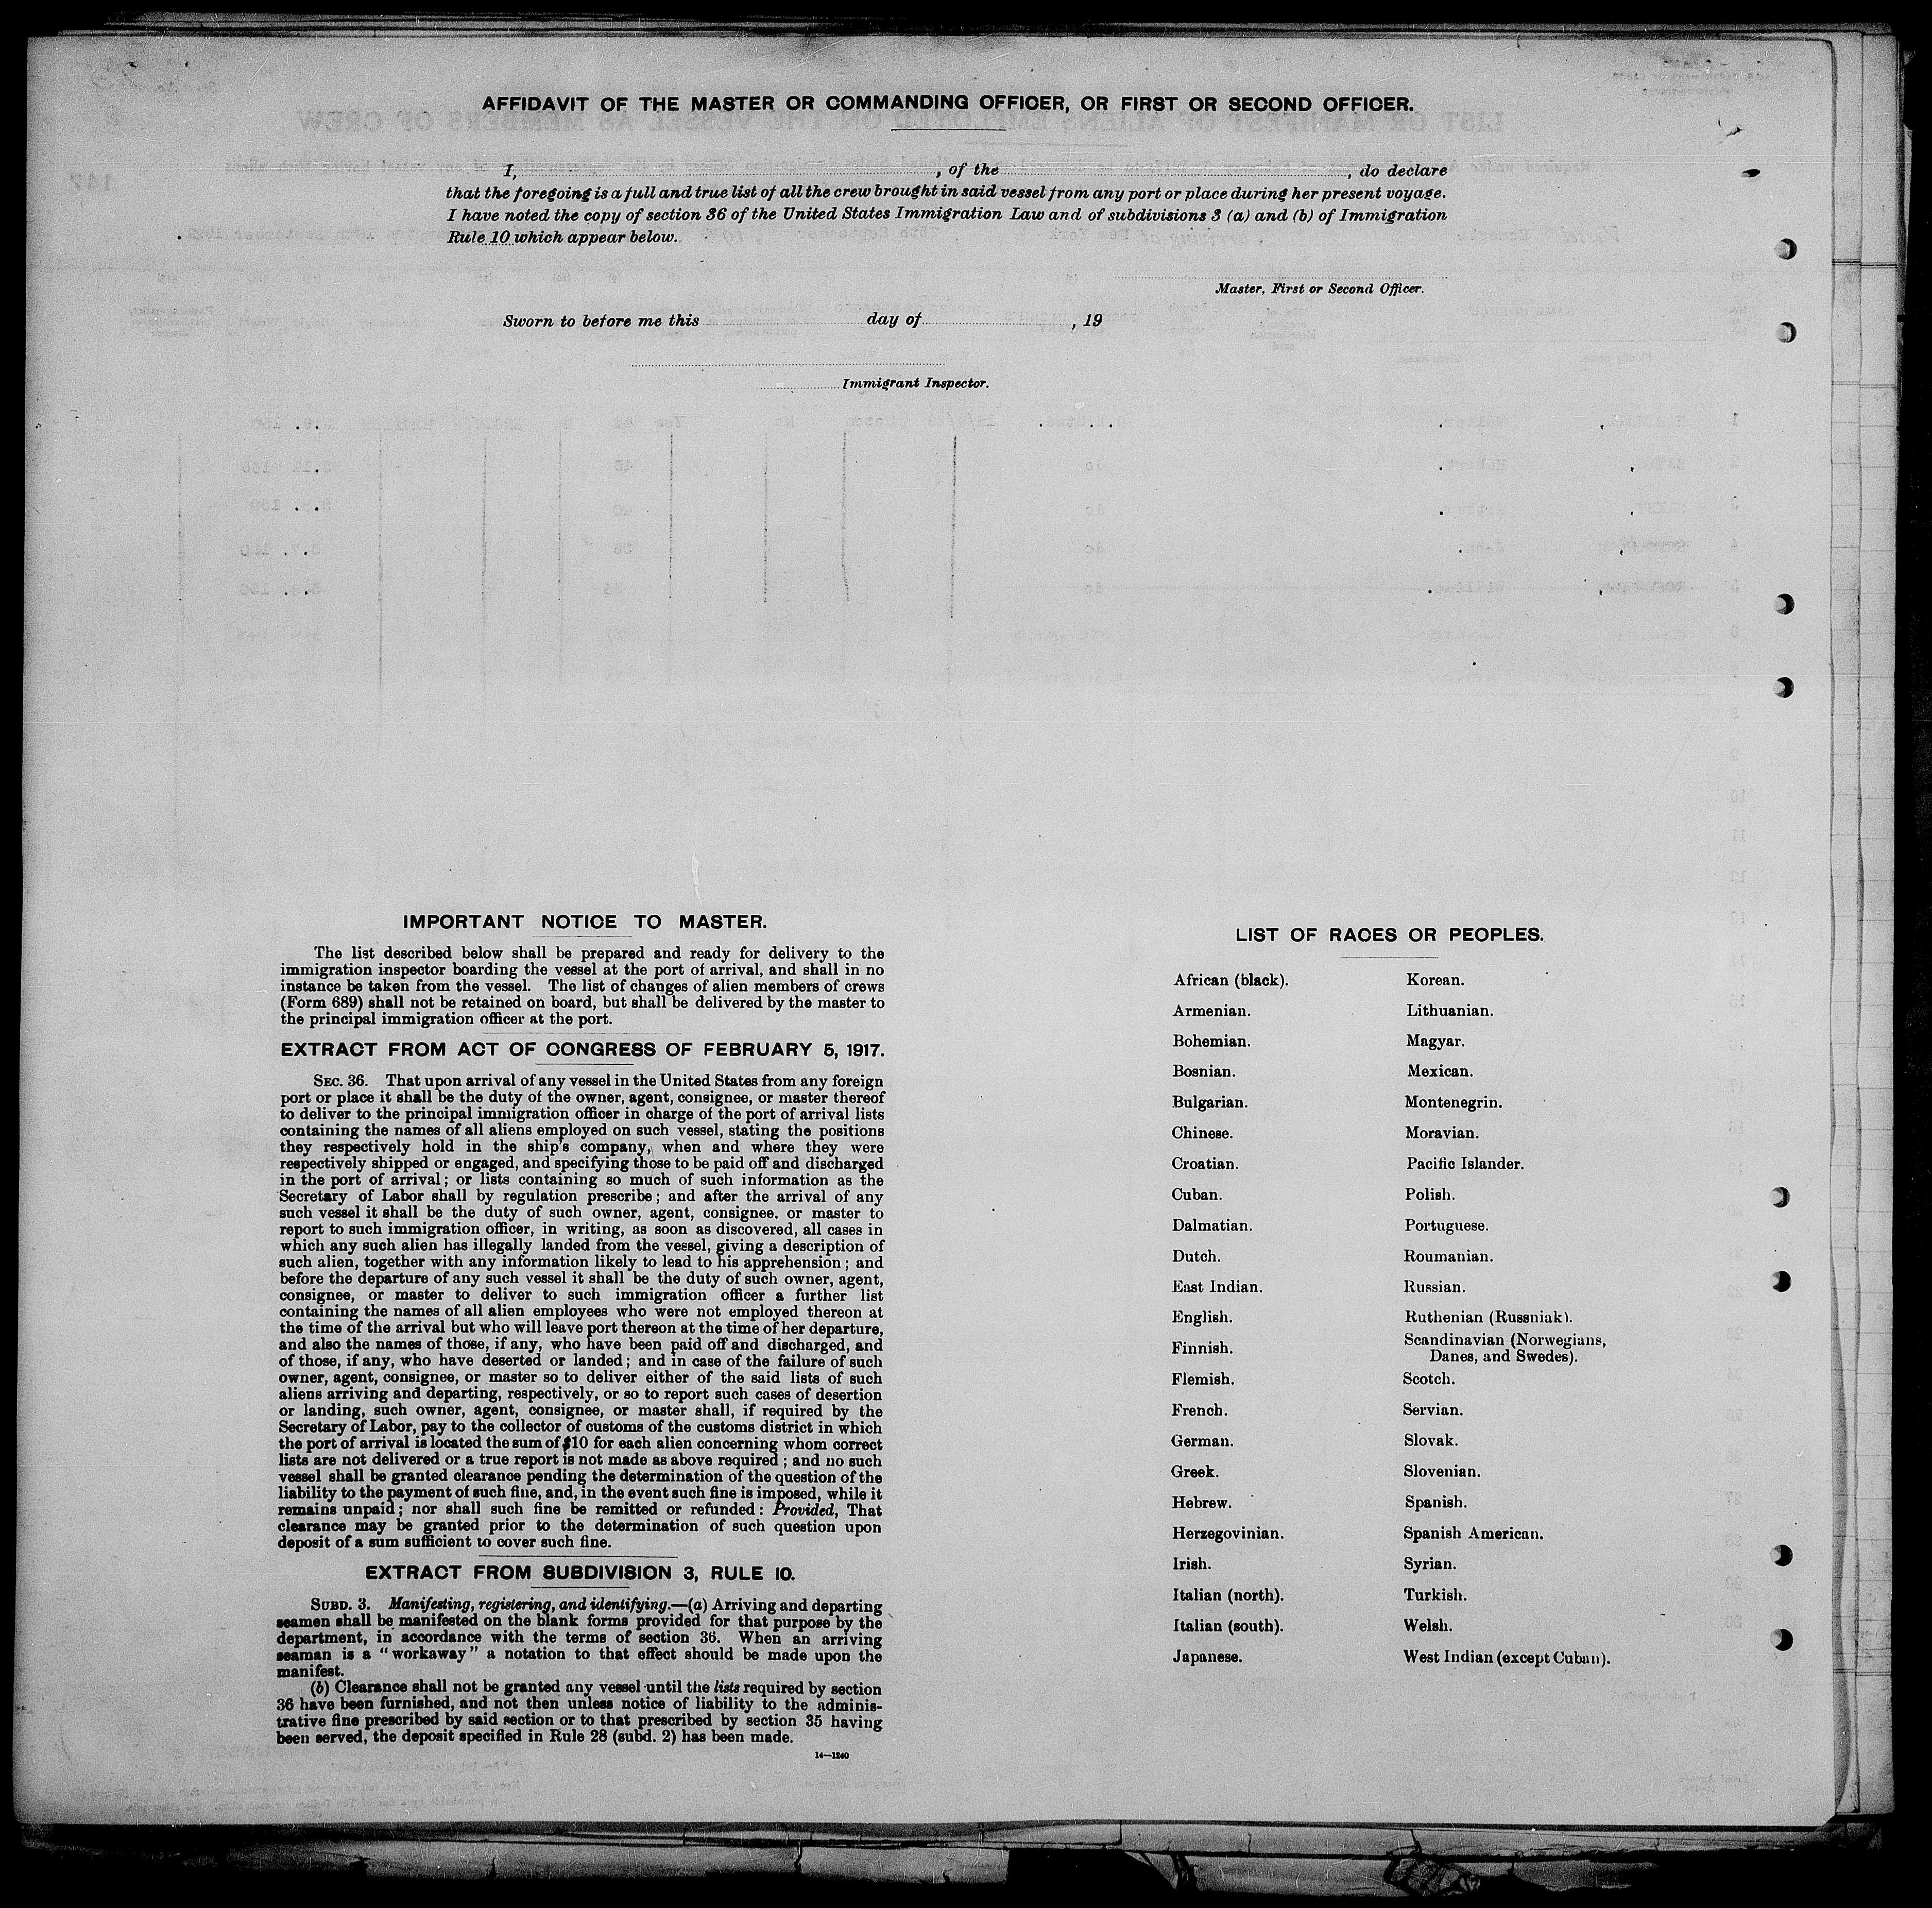 AFFIDAVIT OF THE MASTER OR COMMANDING OFFICER, OR FIRST OR SECOND OFFICER.
I, , of the , do declare
that the foregoing is a full and true list of all the crew brought in said vessel from any port or place during her present voyage.
I have noted the copy of section 36 of the United States Immigration Law and of subdivisions 3 (a) and (b) of Immigration
Rule 10 which appear below.
Master, First or Second Officer.
Sworn to before me this day of , 19
Immigrant Inspector.
IMPORTANT NOTICE TO MASTER.
The list described below shall be prepared and ready for delivery to the
immigration inspector boarding the vessel at the port of arrival, and shall in no
instance be taken from the vessel. The list of changes of alien members of crews
(Form 689) shall not be retained on board, but shall be delivered by the master to
the principal immigration officer at the port.
EXTRACT FROM ACT OF CONGRESS OF FEBRUARY 5, 1917.
SEC. 36. That upon arrival of any vessel in the United States from any foreign
port or place it shall be the duty of the owner, agent, consignee, or master thereof
to deliver to the principal immigration officer in charge of the port of arrival lists
containing the names of all aliens employed on such vessel, stating the positions
they respectively hold in the ship's company, when and where they were
respectively shipped or engaged, and specifying those to be paid off and discharged
in the port of arrival; or lists containing so much of such information as the
Secretary of Labor shall by regulation prescribe; and after the arrival of any
such vessel it shall be the duty of such owner, agent, consignee, or master to
report to such immigration officer, in writing, as soon as discovered, all cases in
which any such alien has illegally landed from the vessel, giving a description of
such alien, together with any information likely to lead to his apprehension; and
before the departure of any such vessel it shall be the duty of such owner, agent,
consignee, or master to deliver to such immigration officer a further list
containing the names of all alien employees who were not employed thereon at
the time of the arrival but who will leave port thereon at the time of her departure,
and also the names of those, if any, who have been paid off and discharged, and
of those, if any, who have deserted or landed; and in case of the failure of such
owner, agent, consignee, or master so to deliver either of the said lists of such
aliens arriving and departing, respectively, or so to report such cases of desertion
or landing, such owner, agent, consignee, or master shall, if required by the
Secretary of Labor, pay to the collector of customs of the customs district in which
the port of arrival is located the sum of $10 for each alien concerning whom correct
lists are not delivered or a true report is not made as above required; and no such
vessel shall be granted clearance pending the determination of the question of the
liability to the payment of such fine, and, in the event such fine is imposed, while it
remains unpaid; nor shall such fine be remitted or refunded: Provided, That
clearance may be granted prior to the determination of such question upon
deposit of a sum sufficient to cover such fine.
EXTRACT FROM SUBDIVISION 3, RULE 10.
SUBD. 3. Manifesting, registering, and identifying.—(a) Arriving and departing
seamen shall be manifested on the blank forms provided for that purpose by the
department, in accordance with the terms of section 36. When an arriving
seaman is a "workaway" a notation to that effect should be made upon the
manifest.
(b) Clearance shall not be granted any vessel until the lists required by section
36 have been furnished, and not then unless notice of liability to the adminis-
trative fine prescribed by said section or to that prescribed by section 35 having
been served, the deposit specified in Rule 28 (subd. 2) has been made.
14—1240
LIST OF RACES OR PEOPLES.
African (black).
Armenian.
Bohemian.
Bosnian.
Bulgarian.
Chinese.
Croatian.
Cuban.
Dalmatian.
Dutch.
East Indian.
English.
Finnish.
Flemish.
French.
German.
Greek.
Hebrew.
Herzegovinian.
Irish.
Italian (north).
Italian (south).
Japanese.
Korean.
Lithuanian.
Magyar.
Mexican.
Montenegrin.
Moravian.
Pacific Islander.
Polish.
Portuguese.
Roumanian.
Russian.
Ruthenian (Russniak).
Scandinavian (Norwegians,
Danes, and Swedes).
Scotch.
Servian.
Slovak.
Slovenian.
Spanish.
Spanish American.
Syrian.
Turkish.
Welsh.
West Indian (except Cuban).